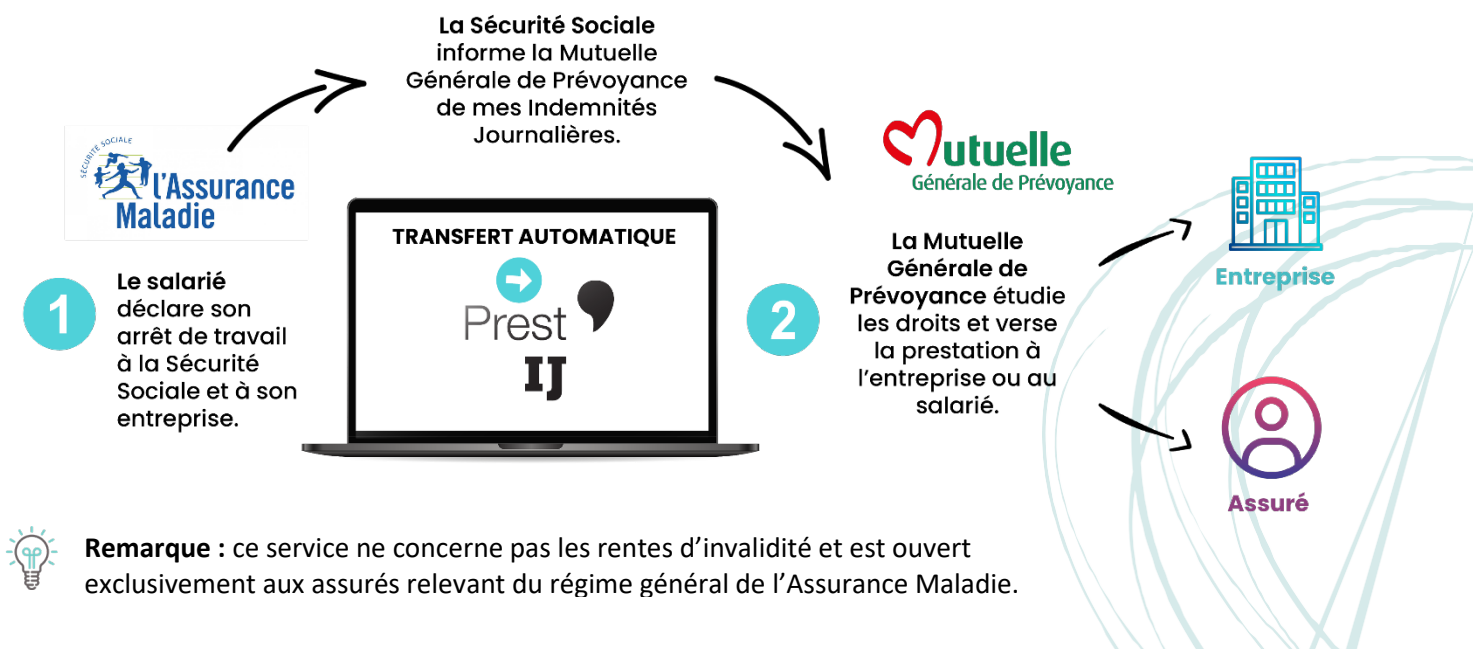 La Sécurité Sociale
informe la Mutuelle
Générale de Prévoyance
de mes Indemnités
Journalières.
SÉCURITÉ SOCIALE
l'Assurance
Maladie
1
Le salarié
déclare son
arrêt de travail
à la Sécurité
Sociale et à son
entreprise.
TRANSFERT AUTOMATIQUE
Prest'
IJ
Mutuelle
Générale de Prévoyance
2
La Mutuelle
Générale de
Prévoyance étudie
les droits et verse
la prestation à
l'entreprise ou au
salarié.
Entreprise
Assuré
Remarque : ce service ne concerne pas les rentes d'invalidité et est ouvert
exclusivement aux assurés relevant du régime général de l'Assurance Maladie.